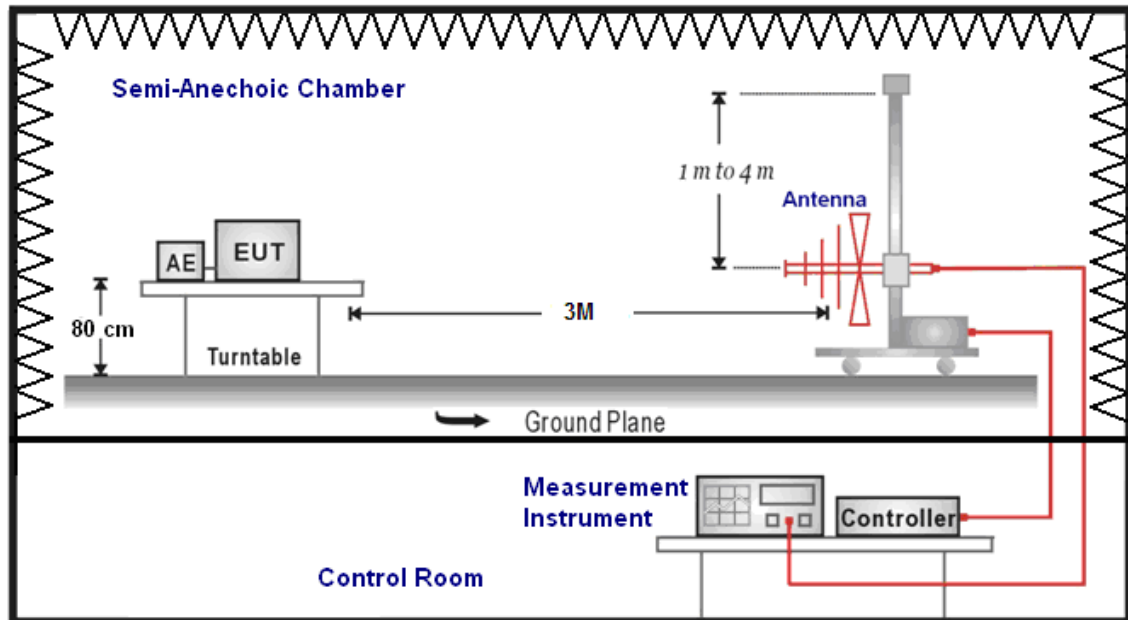 Semi-Anechoic Chamber
1 m to 4 m
Antenna
AE
EUT
80 cm
3M
Turntable
Ground Plane
Measurement
Instrument
Controller
Control Room